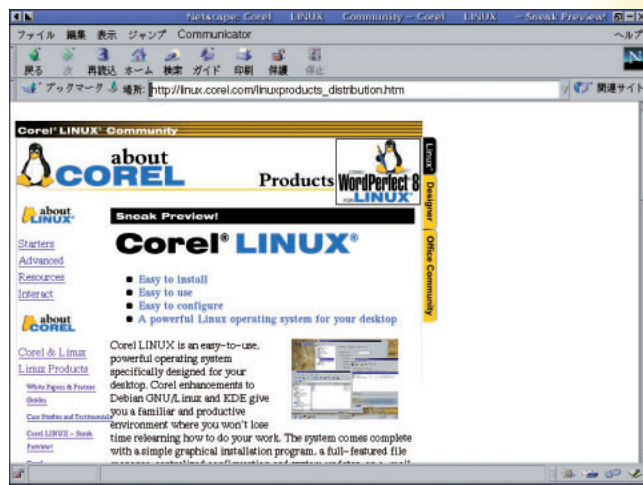 Netscape: Corel LINUX Community - Corel LINUX - Sneak Preview!
ファイル 編集 表示 ジャンプ Communicator ヘルプ
戻る 次 再読込 ホーム 検索 ガイド 印刷 保護 停止
ブックマーク 場所: http://linux.corel.com/linuxproducts_distribution.htm 関連サイト
Corel® LINUX® Community
about
COREL
Products
WordPerfect 8
FOR LINUX®
Linux®
Designer
Office Community
about
LINUX®
Starters
Advanced
Resources
Interact
about
COREL
Corel & Linux
Linux Products
White Papers & Feature
Guides
Case Studies and Testimonials
Corel LINUX - Sneak
Preview!
Corel
Sneak Preview!
Corel® LINUX®
Easy to install
Easy to use
Easy to configure
A powerful Linux operating system for your desktop
Corel LINUX is an easy-to-use,
powerful operating system
specifically designed for your
desktop. Corel enhancements to
Debian GNU/Linux and KDE give
you a familiar and productive
environment where you won't lose
time relearning how to do your work. The system comes complete
with a simple graphical installation program, a full-featured file